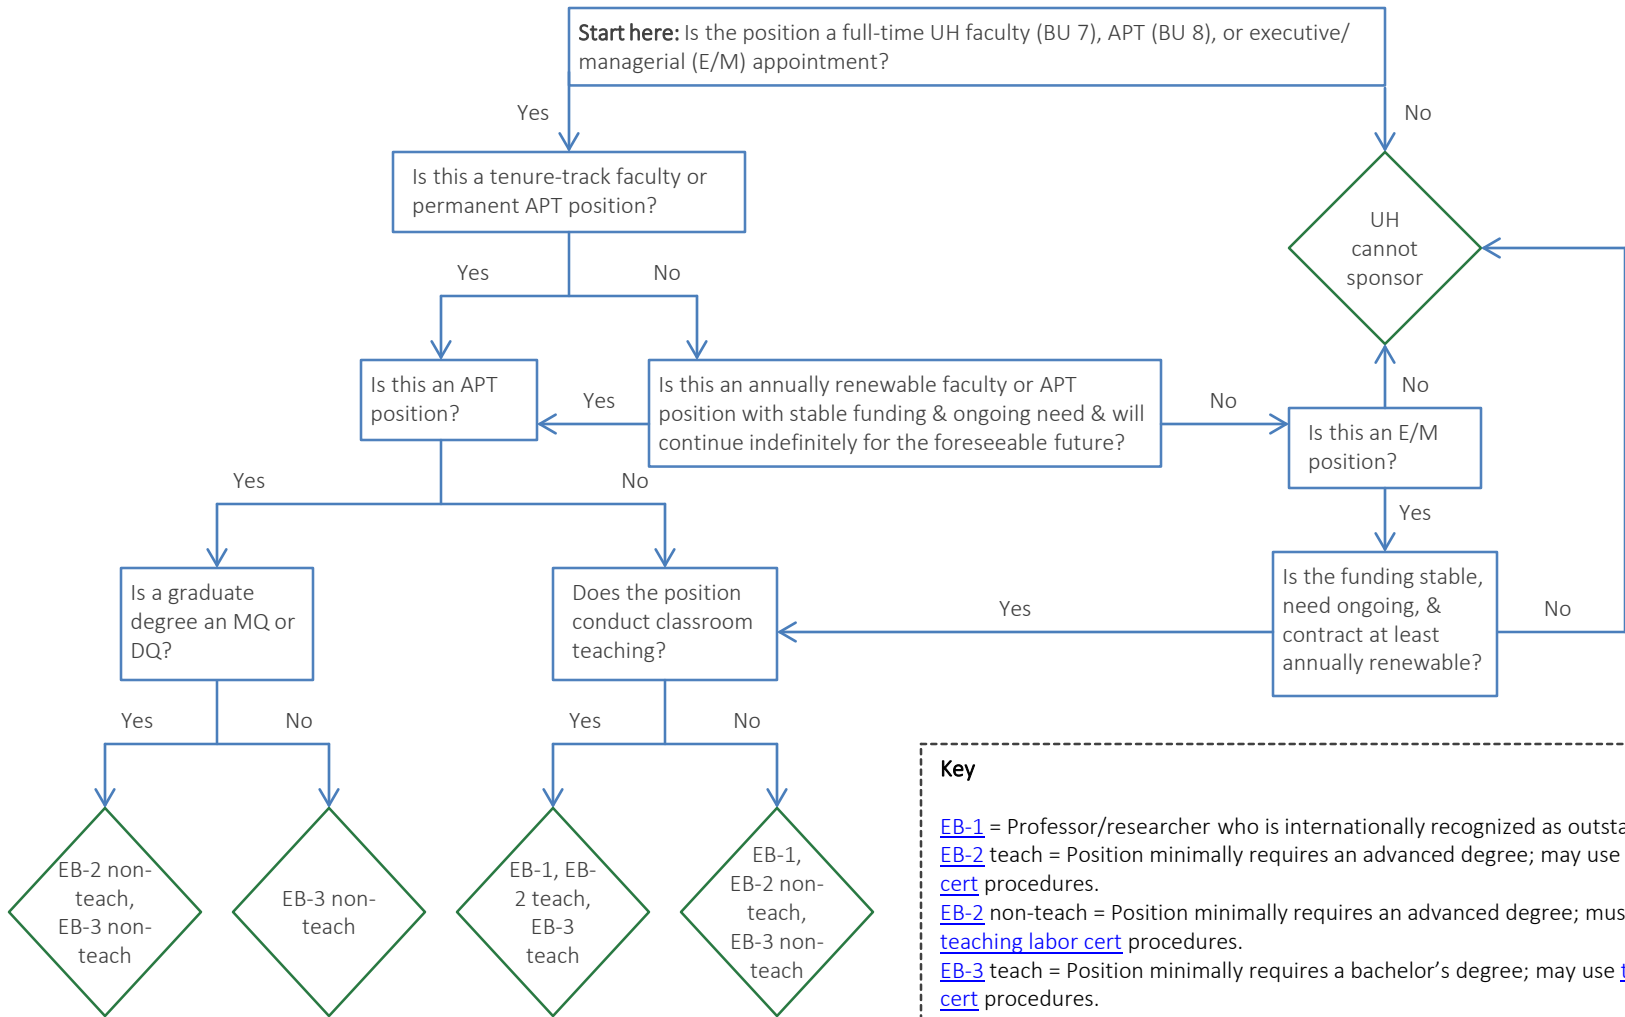 Start here: Is the position a full-time UH faculty (BU 7), APT (BU 8), or executive/
managerial (E/M) appointment?
Yes
No
Is this a tenure-track faculty or
permanent APT position?
UH
cannot
sponsor
Yes
No
Is this an APT
position?
Yes
Is this an annually renewable faculty or APT
position with stable funding & ongoing need & will
continue indefinitely for the foreseeable future?
No
No
Is this an E/M
position?
Yes
No
Yes
Is a graduate
degree an MQ or
DQ?
Does the position
conduct classroom
teaching?
Yes
Is the funding stable,
need ongoing, &
contract at least
annually renewable?
No
Yes
No
Yes
No
EB-2 non-
teach,
EB-3 non-
teach
EB-3 non-
teach
EB-1, EB-
2 teach,
EB-3
teach
EB-1,
EB-2 non-
teach,
EB-3 non-
teach
Key
EB-1 = Professor/researcher who is internationally recognized as
EB-2 teach = Position minimally requires an advanced degree; may use
cert procedures.
EB-2 non-teach = Position minimally requires an advanced degree;
teaching labor cert procedures.
EB-3 teach = Position minimally requires a bachelor's degree; may use
cert procedures.